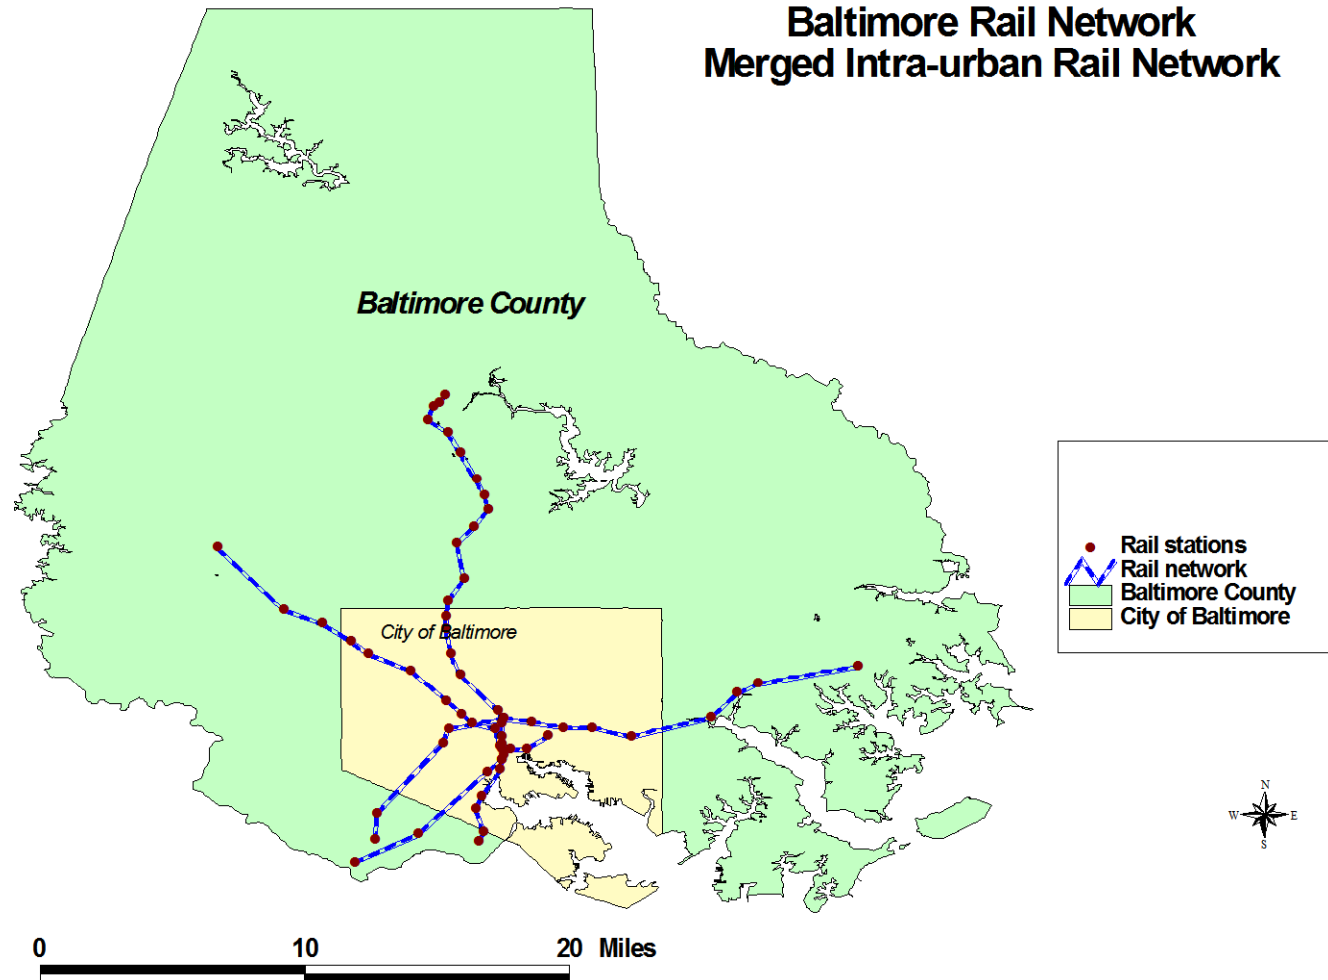 Baltimore Rail Network
Merged Intra-urban Rail Network
Baltimore County
Rail stations
Rail network
Baltimore County
City of Baltimore
City of Baltimore
N
W E
S
0 10 20 Miles